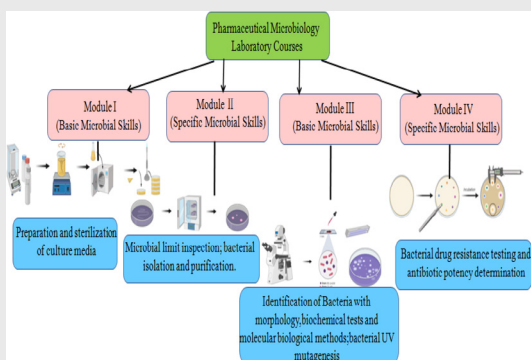 Pharmaceutical Microbiology
Laboratory Courses
Module I
(Basic Microbial Skills)
Module II
(Specific Microbial Skills)
Module III
(Basic Microbial Skills)
Module IV
(Specific Microbial Skills)
Preparation and sterilization
of culture media
Microbial limit inspection; bacterial
isolation and purification.
Identification of Bacteria with
morphology,biochemical tests and
molecular biological methods;bacterial UV
mutagenesis
Bacterial drug resistance testing and
antibiotic potency determination